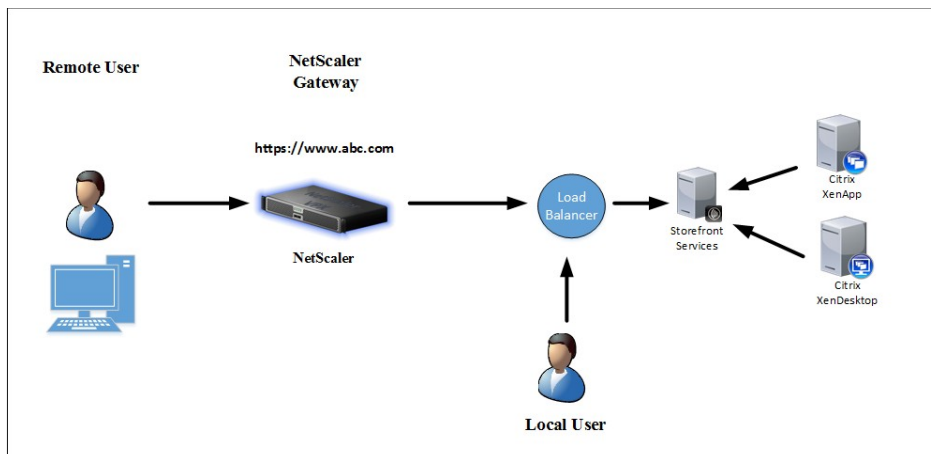 Remote User
NetScaler
Gateway
https://www.abc.com
NetScaler
Load
Balancer
Storefront
Services
Citrix
XenApp
Citrix
XenDesktop
Local User